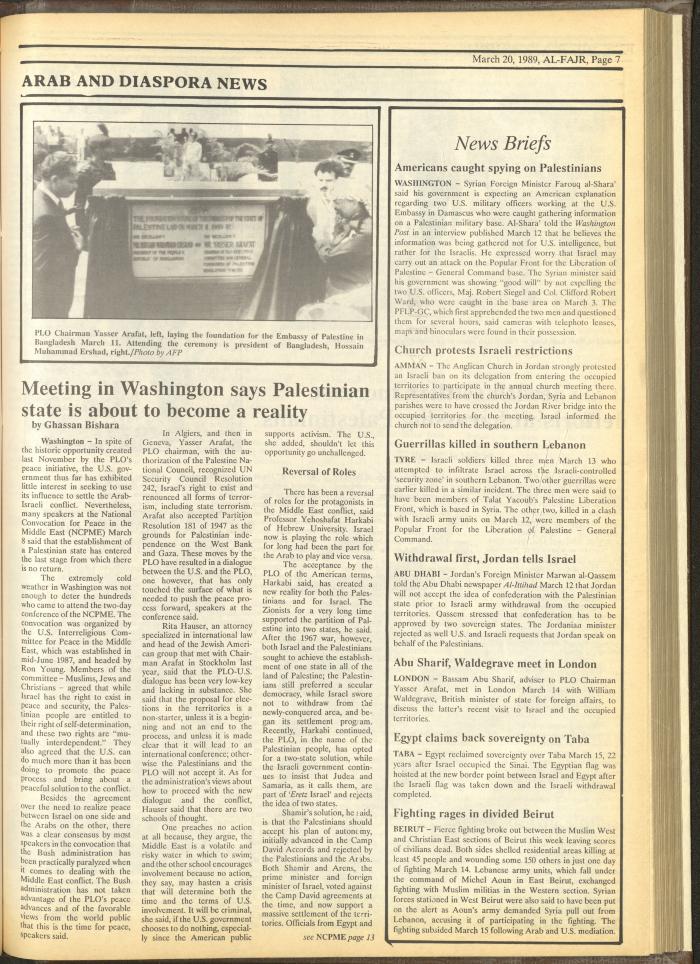 March 20, 1989, AL-FAJR, Page 7
ARAB AND DIASPORA NEWS
THE FOUNDATION STONE OF THE EMBASSY OF THE STATE OF
PALESTINE LAID ON MARCH
MR YASSER ARAFAT
PRESIDENT OF THE PEOPLE'S
REPUBLIC OF BANGLADESH
PLO Chairman Yasser Arafat, left, laying the foundation for the Embassy of Palestine in
Bangladesh March 11. Attending the ceremony is president of Bangladesh, Hossain
Muhammad Ershad, right./Photo by AFP
Meeting in Washington says Palestinian
state is about to become a reality
by Ghassan Bishara
Washington – In spite of
the historic opportunity created
last November by the PLO's
peace initiative, the U.S. gov-
ernment thus far has exhibited
little interest in seeking to use
its influence to settle the Arab-
Israeli conflict. Nevertheless,
many speakers at the National
Convocation for Peace in the
Middle East (NCPME) March
8 said that the establishment of
a Palestinian state has entered
the last stage from which there
is no return.
The extremely cold
weather in Washington was not
enough to deter the hundreds
who came to attend the two-day
conference of the NCPME. The
convocation was organized by
the U.S. Interreligious Com-
mittee for Peace in the Middle
East, which was established in
mid-June 1987, and headed by
Ron Young. Members of the
committee – Muslims, Jews and
Christians – agreed that while
Israel has the right to exist in
peace and security, the Pales-
tinian people are entitled to
their right of self-determination,
and these two rights are "mu-
tually interdependent." They
also agreed that the U.S. can
do much more than it has been
doing to promote the peace
process and bring about a
peaceful solution to the conflict.
Besides the agreement
over the need to realize peace
between Israel on one side and
the Arabs on the other, there
was a clear consensus by most
speakers in the convocation that
the Bush administration has
been practically paralyzed when
it comes to dealing with the
Middle East conflict. The Bush
administration has not taken
advantage of the PLO's peace
advances and of the favorable
views from the world public
that this is the time for peace,
speakers said.
In Algiers, and then in
Geneva, Yasser Arafat, the
PLO chairman, with the au-
thorization of the Palestine Na-
tional Council, recognized UN
Security Council Resolution
242, Israel's right to exist and
renounced all forms of terror-
ism, including state terrorism.
Arafat also accepted Partition
Resolution 181 of 1947 as the
grounds for Palestinian inde-
pendence on the West Bank
and Gaza. These moves by the
PLO have resulted in a dialogue
between the U.S. and the PLO,
one however, that has only
touched the surface of what is
needed to push the peace pro-
cess forward, speakers at the
conference said.
Rita Hauser, an attorney
specialized in international law
and head of the Jewish Ameri-
can group that met with Chair-
man Arafat in Stockholm last
year, said that the PLO-U.S.
dialogue has been very low-key
and lacking in substance. She
said that the proposal for elec-
tions in the territories is a
non-starter, unless it is a begin-
ning and not an end to the
process, and unless it is made
clear that it will lead to an
international conference; other-
wise the Palestinians and the
PLO will not accept it. As for
the administration's views about
how to proceed with the new
dialogue and the conflict,
Hauser said that there are two
schools of thought.
One preaches no action
at all because, they argue, the
Middle East is a volatile and
risky water in which to swim;
and the other school encourages
involvement because no action,
they say, may hasten a crisis
that will determine both the
time and the terms of U.S.
involvement. It will be criminal,
she said, if the U.S. government
chooses to do nothing, especial-
ly since the American public
supports activism. The U.S.,
she added, shouldn't let this
opportunity go unchallenged.
Reversal of Roles
There has been a reversal
of roles for the protagonists in
the Middle East conflict, said
Professor Yehoshafat Harkabi
of Hebrew University. Israel
now is playing the role which
for long had been the part for
the Arab to play and vice versa.
The acceptance by the
PLO of the American terms,
Harkabi said, has created a
new reality for both the Pales-
tinians and for Israel. The
Zionists for a very long time
supported the partition of Pal-
estine into two states, he said.
After the 1967 war, however,
both Israel and the Palestinians
sought to achieve the establish-
ment of one state in all of the
land of Palestine; the Palestin-
ians still preferred a secular
democracy, while Israel swore
not to withdraw from the
newly-conquered area, and be-
gan its settlement program.
Recently, Harkabi continued,
the PLO, in the name of the
Palestinian people, has opted
for a two-state solution, while
the Israeli government contin-
ues to insist that Judea and
Samaria, as it calls them, are
part of 'Eretz Israel' and rejects
the idea of two states.
Shamir's solution, he said,
is that the Palestinians should
accept his plan of autonomy,
initially advanced in the Camp
David Accords and rejected by
the Palestinians and the Arabs.
Both Shamir and Arens, the
prime minister and foreign
minister of Israel, voted against
the Camp David agreements at
the time, and now support a
massive settlement of the terri-
tories. Officials from Egypt and
see NCPME page 13
News Briefs
Americans caught spying on Palestinians
WASHINGTON – Syrian Foreign Minister Farouq al-Shara'
said his government is expecting an American explanation
regarding two U.S. military officers working at the U.S.
Embassy in Damascus who were caught gathering information
on a Palestinian military base. Al-Shara' told the Washington
Post in an interview published March 12 that he believes the
information was being gathered not for U.S. intelligence, but
rather for the Israelis. He expressed worry that Israel may
carry out an attack on the Popular Front for the Liberation of
Palestine – General Command base. The Syrian minister said
his government was showing "good will" by not expelling the
two U.S. officers, Maj. Robert Siegel and Col. Clifford Robert
Ward, who were caught in the base area on March 3. The
PFLP-GC, which first apprehended the two men and questioned
them for several hours, said cameras with telephoto lenses,
maps and binoculars were found in their possession.
Church protests Israeli restrictions
AMMAN – The Anglican Church in Jordan strongly protested
an Israeli ban on its delegation from entering the occupied
territories to participate in the annual church meeting there.
Representatives from the church's Jordan, Syria and Lebanon
parishes were to have crossed the Jordan River bridge into the
occupied territories for the meeting. Israel informed the
church not to send the delegation.
Guerrillas killed in southern Lebanon
TYRE – Israeli soldiers killed three men March 13 who
attempted to infiltrate Israel across the Israeli-controlled
'security zone' in southern Lebanon. Two other guerrillas were
earlier killed in a similar incident. The three men were said to
have been members of Talat Yacoub's Palestine Liberation
Front, which is based in Syria. The other two, killed in a clash
with Israeli army units on March 12, were members of the
Popular Front for the Liberation of Palestine – General
Command.
Withdrawal first, Jordan tells Israel
ABU DHABI – Jordan's Foreign Minister Marwan al-Qassem
told the Abu Dhabi newspaper Al-Ittihad March 12 that Jordan
will not accept the idea of confederation with the Palestinian
state prior to Israeli army withdrawal from the occupied
territories. Qassem stressed that confederation has to be
approved by two sovereign states. The Jordanian minister
rejected as well U.S. and Israeli requests that Jordan speak on
behalf of the Palestinians.
Abu Sharif, Waldegrave meet in London
LONDON – Bassam Abu Sharif, adviser to PLO Chairman
Yasser Arafat, met in London March 14 with William
Waldegrave, British minister of state for foreign affairs, to
discuss the latter's recent visit to Israel and the occupied
territories.
Egypt claims back sovereignty on Taba
TABA – Egypt reclaimed sovereignty over Taba March 15, 22
years after Israel occupied the Sinai. The Egyptian flag was
hoisted at the new border point between Israel and Egypt after
the Israeli flag was taken down and the Israeli withdrawal
completed.
Fighting rages in divided Beirut
BEIRUT – Fierce fighting broke out between the Muslim West
and Christian East sections of Beirut this week leaving scores
of civilians dead. Both sides shelled residential areas killing at
least 45 people and wounding some 150 others in just one day
of fighting March 14. Lebanese army units, which fall under
the command of Michel Aoun in East Beirut, exchanged
fighting with Muslim militias in the Western section. Syrian
forces stationed in West Beirut were also said to have been put
on the alert as Aoun's army demanded Syria pull out from
Lebanon, accusing it of participating in the fighting. The
fighting subsided March 15 following Arab and U.S. mediation.